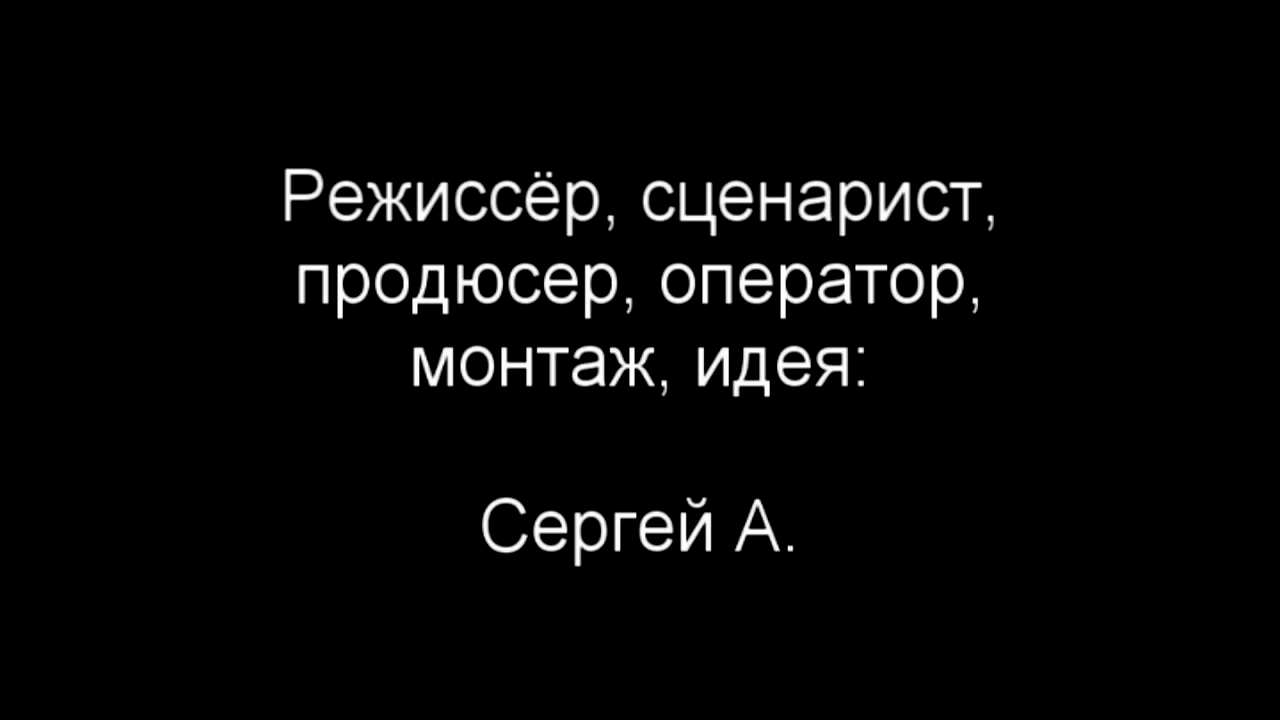 Режиссёр, сценарист,
продюсер, оператор,
монтаж, идея:
Сергей А.